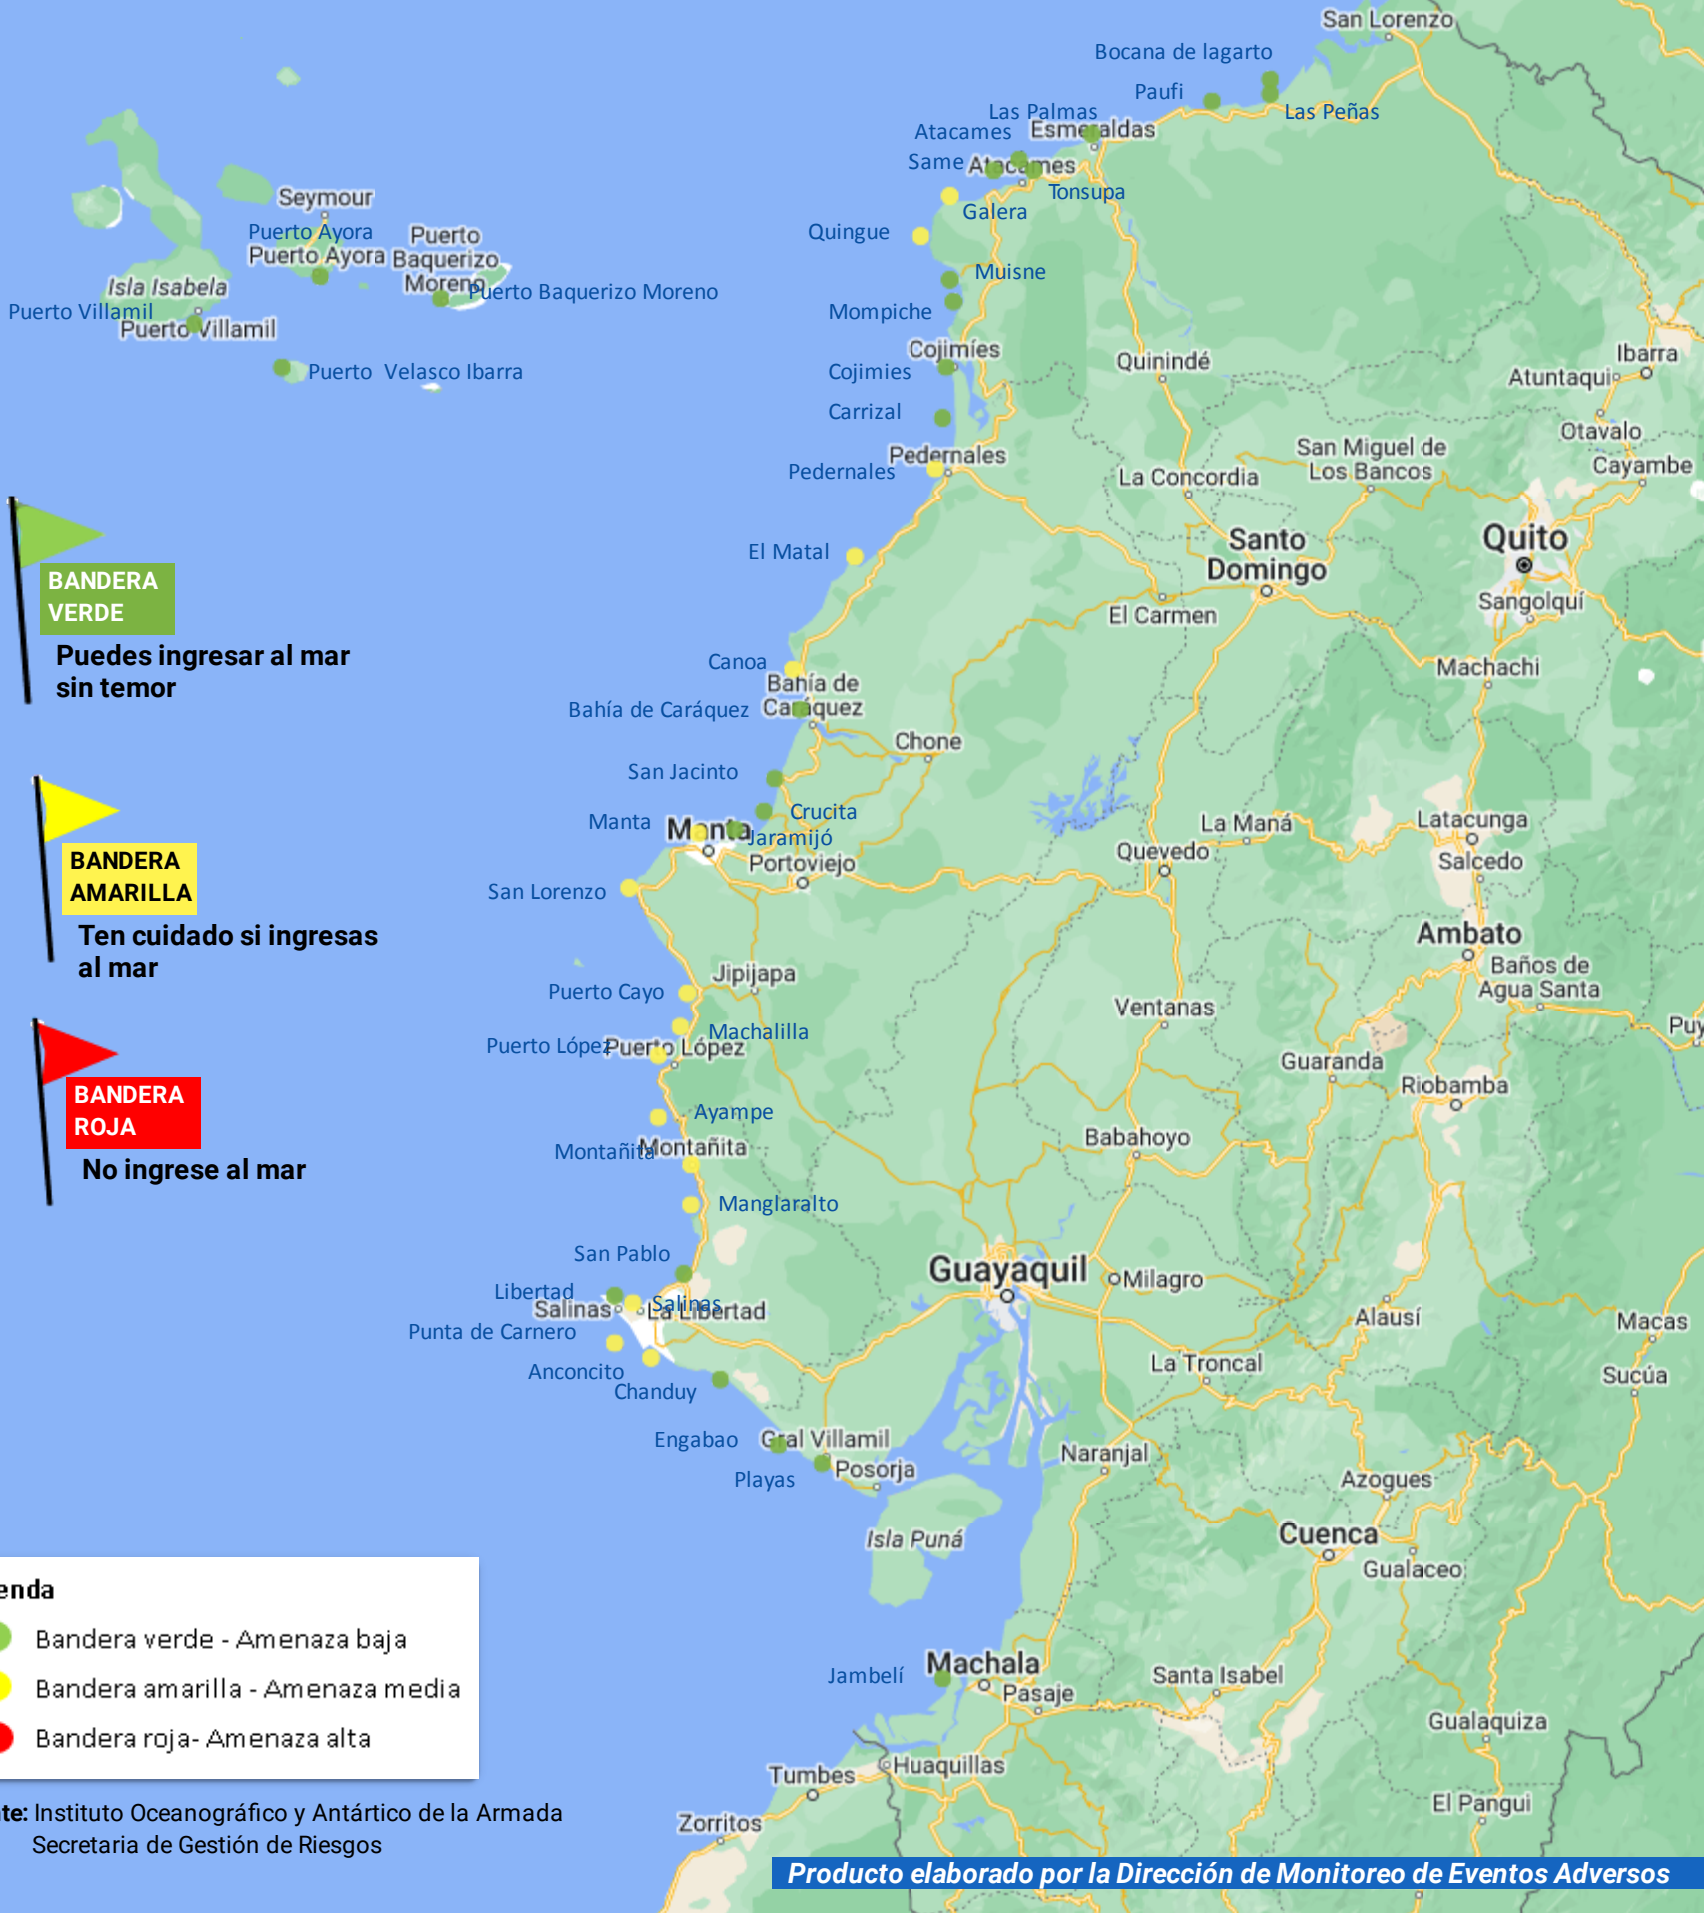 San Lorenzo
Bocana de lagarto
Paufi
Las Peñas
Las Palmas
Esmeraldas
Atacames
Same
Atacames
Tonsupa
Galera
Quingue
Muisne
Mompiche
Cojimíes
Cojimies
Carrizal
Pedernales
Pedernales
El Matal
Canoa
Bahía de
Caráquez
Bahía de Caráquez
Chone
San Jacinto
Crucita
Manta
Manta
Jaramijó
Portoviejo
San Lorenzo
Jipijapa
Puerto Cayo
Machalilla
Puerto López
Puerto López
Ayampe
Montañita
Montañita
Manglaralto
San Pablo
Libertad
Salinas
Salinas
La Libertad
Punta de Carnero
Anconcito
Chanduy
Engabao
Gral Villamil
Playas
Posorja
Isla Puná
Jambelí
Machala
Pasaje
Santa Isabel
Huaquillas
Tumbes
Zorritos
Seymour
Puerto Ayora
Puerto Ayora
Puerto
Baquerizo
Moreno
Puerto Baquerizo Moreno
Isla Isabela
Puerto Villamil
Puerto Villamil
Puerto Velasco Ibarra
Quinindé
Ibarra
Atuntaqui
Otavalo
Cayambe
San Miguel de
Los Bancos
La Concordia
Santo
Domingo
Quito
Sangolquí
El Carmen
Machachi
La Maná
Latacunga
Quevedo
Salcedo
Ambato
Baños de
Agua Santa
Ventanas
Puy
Guaranda
Riobamba
Babahoyo
Guayaquil
Milagro
Alausí
Macas
La Troncal
Sucúa
Naranjal
Azogues
Cuenca
Gualaceo
Gualaquiza
El Pangui
BANDERA
VERDE
Puedes ingresar al mar
sin temor
BANDERA
AMARILLA
Ten cuidado si ingresas
al mar
BANDERA
ROJA
No ingrese al mar
enda
Bandera verde - Amenaza baja
Bandera amarilla - Amenaza media
Bandera roja- Amenaza alta
te: Instituto Oceanográfico y Antártico de la Armada
Secretaria de Gestión de Riesgos
Producto elaborado por la Dirección de Monitoreo de Eventos Adversos